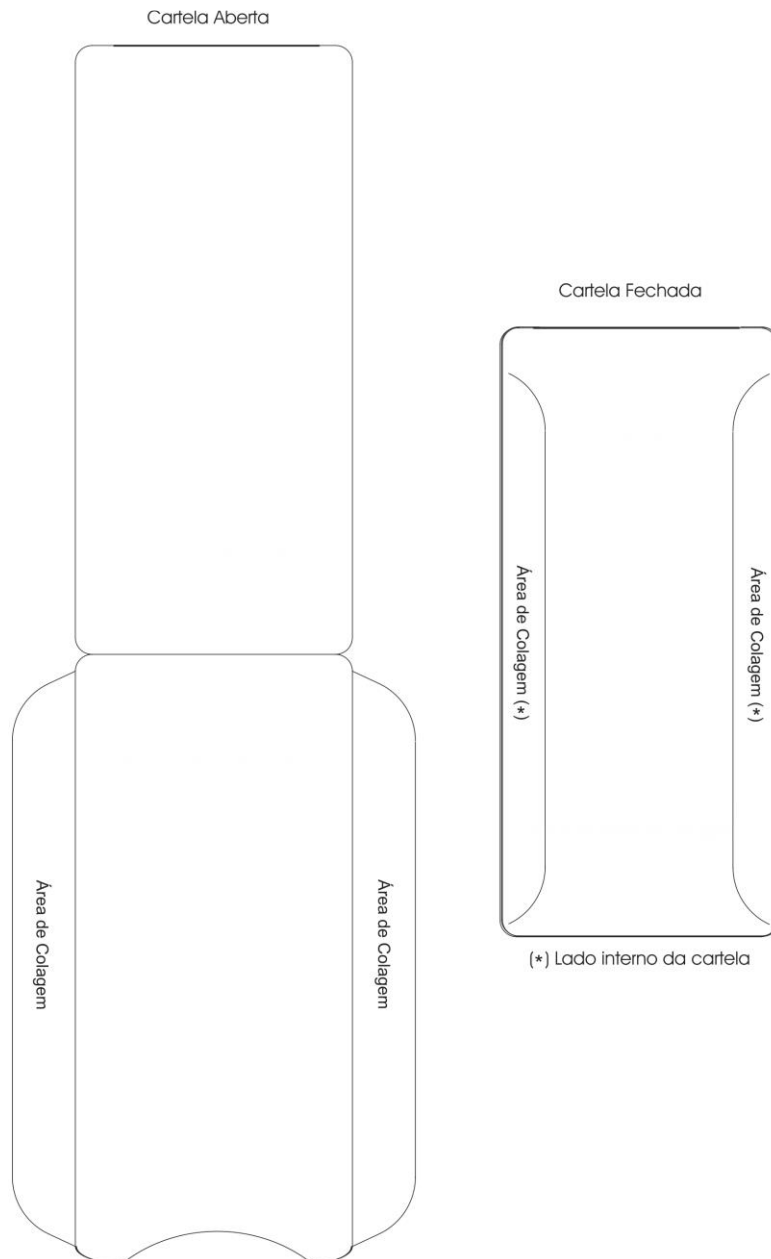 Cartela Aberta
Área de Colagem
Área de Colagem
Cartela Fechada
Área de Colagem (*)
Área de Colagem (*)
(*) Lado interno da cartela